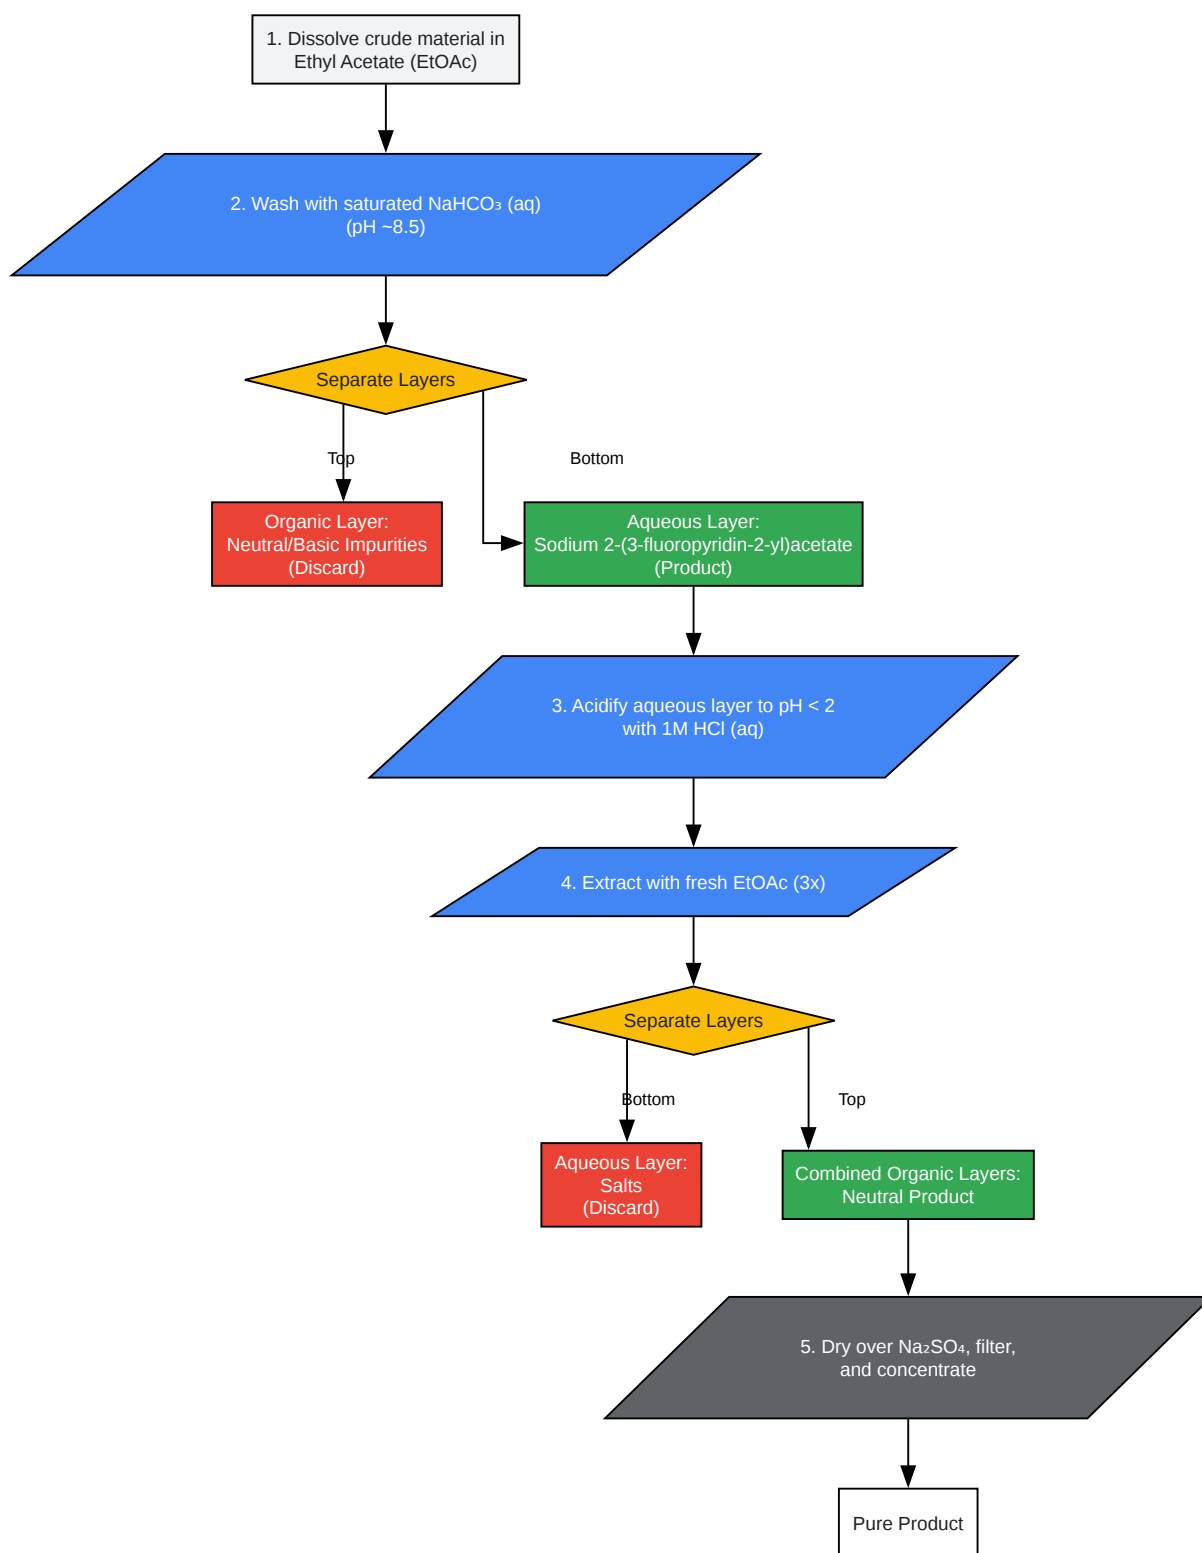 1. Dissolve crude material in
Ethyl Acetate (EtOAc)
2. Wash with saturated NaHCO₃ (aq)
(pH ~8.5)
Separate Layers
Top
Bottom
Organic Layer:
Neutral/Basic Impurities
(Discard)
Aqueous Layer:
Sodium 2-(3-fluoropyridin-2-yl)acetate
(Product)
3. Acidify aqueous layer to pH < 2
with 1M HCl (aq)
4. Extract with fresh EtOAc (3x)
Separate Layers
Bottom
Top
Aqueous Layer:
Salts
(Discard)
Combined Organic Layers:
Neutral Product
5. Dry over Na₂SO₄, filter,
and concentrate
Pure Product